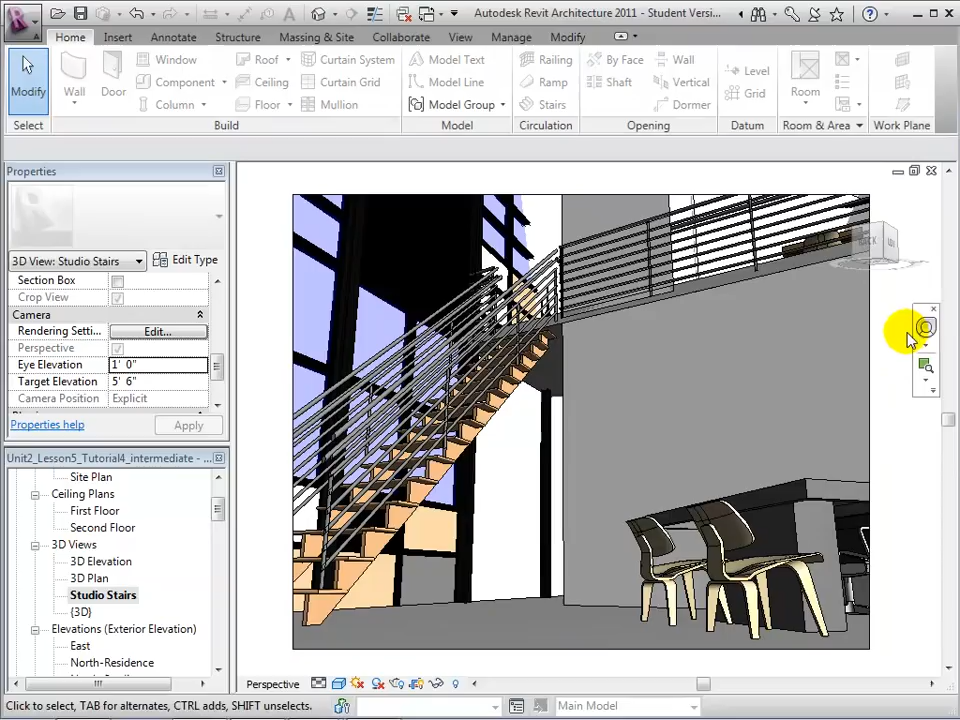 Autodesk Revit Architecture 2011 - Student Versi...
Home Insert Annotate Structure Massing & Site Collaborate View Manage Modify
Modify
Wall
Door
Window
Component
Column
Roof
Ceiling
Floor
Curtain System
Curtain Grid
Mullion
Model Text
Model Line
Model Group
Railing
Ramp
Stairs
By Face
Shaft
Wall
Vertical
Dormer
Level
Grid
Room
Select Build Model Circulation Opening Datum Room & Area Work Plane
Properties
3D View: Studio Stairs
Edit Type
Section Box
Crop View
Camera
Rendering Setti... Edit...
Perspective
Eye Elevation 1' 0"
Target Elevation 5' 6"
Camera Position Explicit
Properties help
Apply
Unit2_Lesson5_Tutorial4_intermediate - ...
Site Plan
Ceiling Plans
First Floor
Second Floor
3D Views
3D Elevation
3D Plan
Studio Stairs
{3D}
Elevations (Exterior Elevation)
East
North-Residence
BACK
Perspective
Click to select, TAB for alternates, CTRL adds, SHIFT unselects.
Main Model